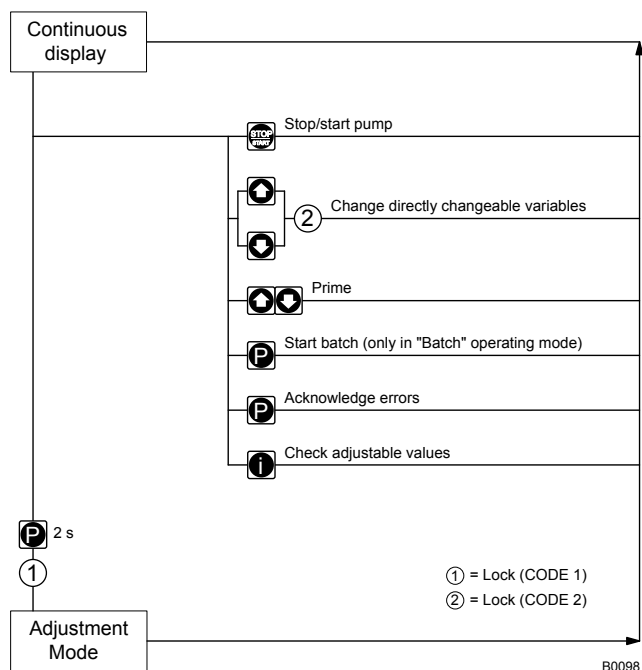 Continuous
display
STOP
START
Stop/start pump
2
Change directly changeable variables
Prime
P
Start batch (only in "Batch" operating mode)
P
Acknowledge errors
i
Check adjustable values
P 2 s
1
1 = Lock (CODE 1)
2 = Lock (CODE 2)
Adjustment
Mode
B0098